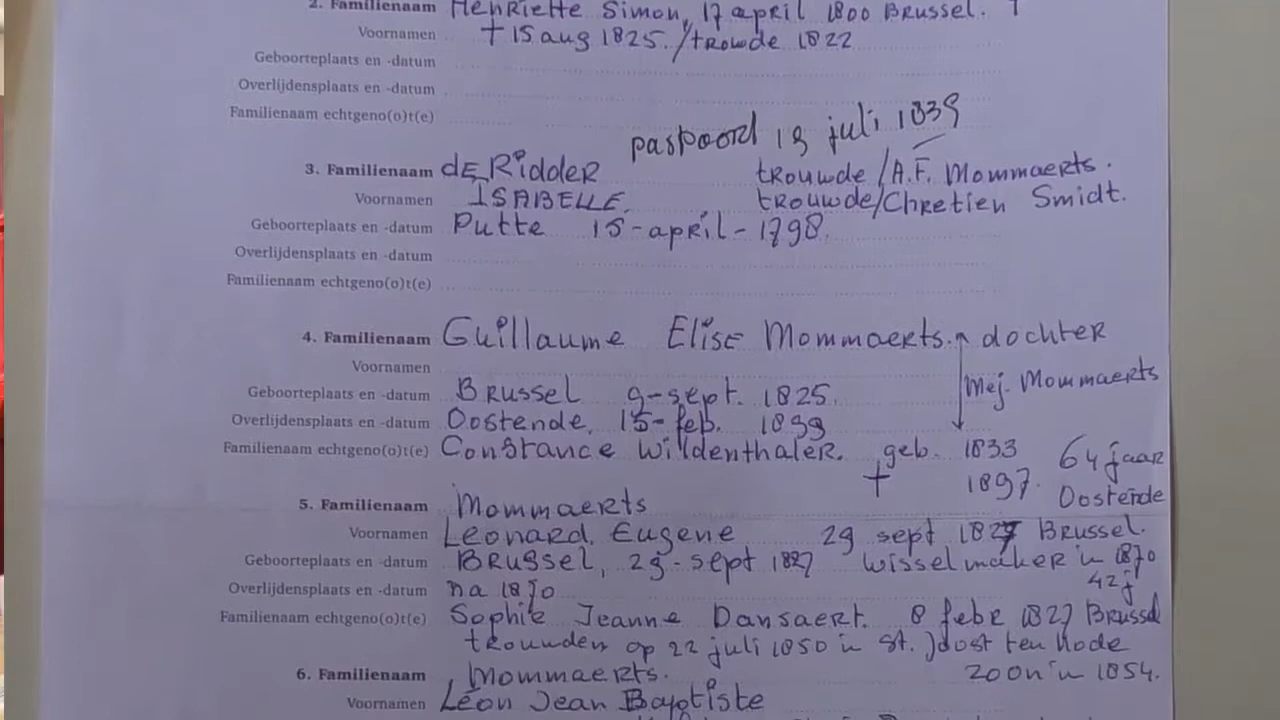 2. Familienaam Henriette Simon, 17 april 1800 Brussel.
Voornamen + 15 aug 1825. / trowde 1822
Geboorteplaats en -datum
Overlijdensplaats en -datum
Familienaam echtgeno(o)t(e)
paspoord 19 juli 1839
3. Familienaam de Ridder trouwde / A.F. Mommaerts.
Voornamen ISABELLE. trouwde / Chretien Smidt.
Geboorteplaats en -datum Putte 15-april-1798.
Overlijdensplaats en -datum
Familienaam echtgeno(o)t(e)
4. Familienaam Guillaume Elise Mommaerts. dochter
Voornamen
Mej. Mommaerts
Geboorteplaats en -datum Brussel 9-sept. 1825.
Overlijdensplaats en -datum Oostende, 15-feb. 1899
Familienaam echtgeno(o)t(e) Constance Wildenthaler. geb. 1833 64 jaar
+ 1897. Oostende
5. Familienaam Mommaerts
Voornamen Leonard, Eugene 29 sept 1827 Brussel.
Geboorteplaats en -datum Brussel, 29-sept 1827 wisselmaker in 1870
42j
Overlijdensplaats en -datum na 1870
Familienaam echtgeno(o)t(e) Sophie Jeanne Dansaert. 8 febr 1827 Brussel
trouwden op 22 juli 1850 in St. Joost ten Node
6. Familienaam Mommaerts. zoon in 1854.
Voornamen Léon Jean Baptiste